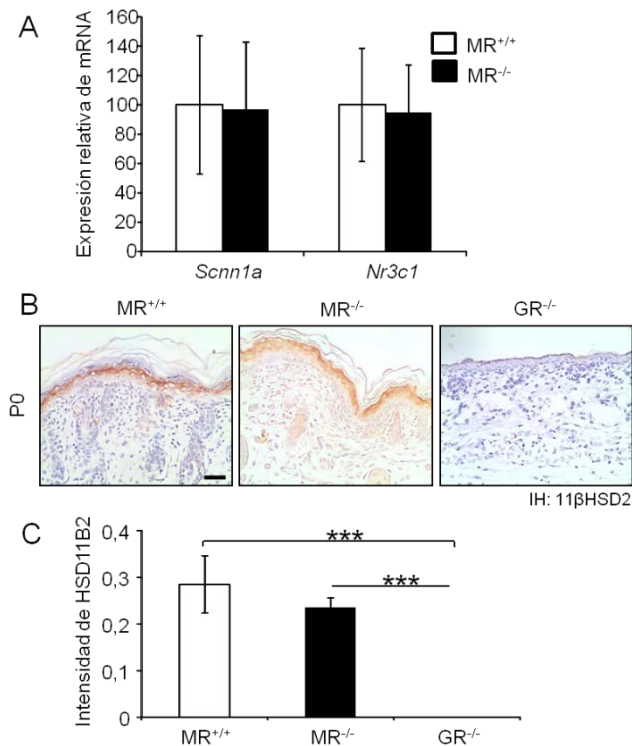 A
Expresión relativa de mRNA
160
140
120
100
80
60
40
20
0
MR+/+
MR-/-
Scnn1a
Nr3c1
B
MR+/+
MR-/-
GR-/-
P0
IH: 11βHSD2
C
Intensidad de HSD11B2
0,4
0,3
0,2
0,1
0
***
***
MR+/+
MR-/-
GR-/-